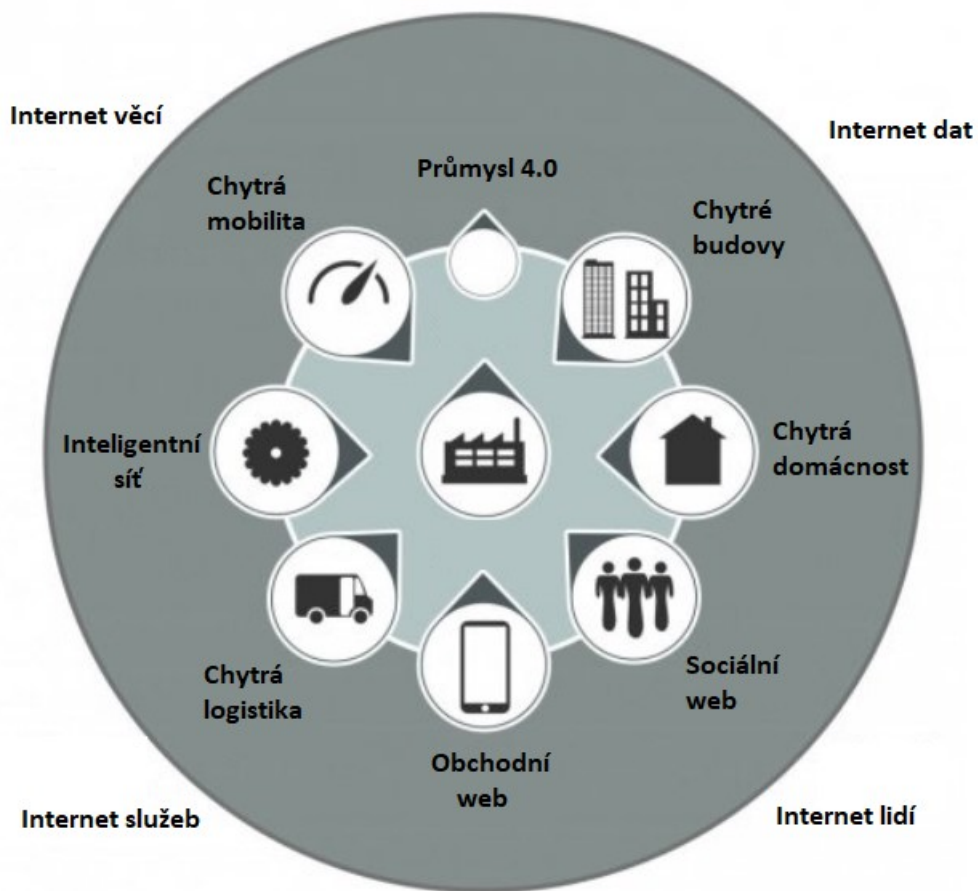 Internet věcí
Internet dat
Průmysl 4.0
Chytrá
mobilita
Chytré
budovy
Inteligentní
síť
Chytrá
domácnost
Chytrá
logistika
Sociální
web
Obchodní
web
Internet služeb
Internet lidí